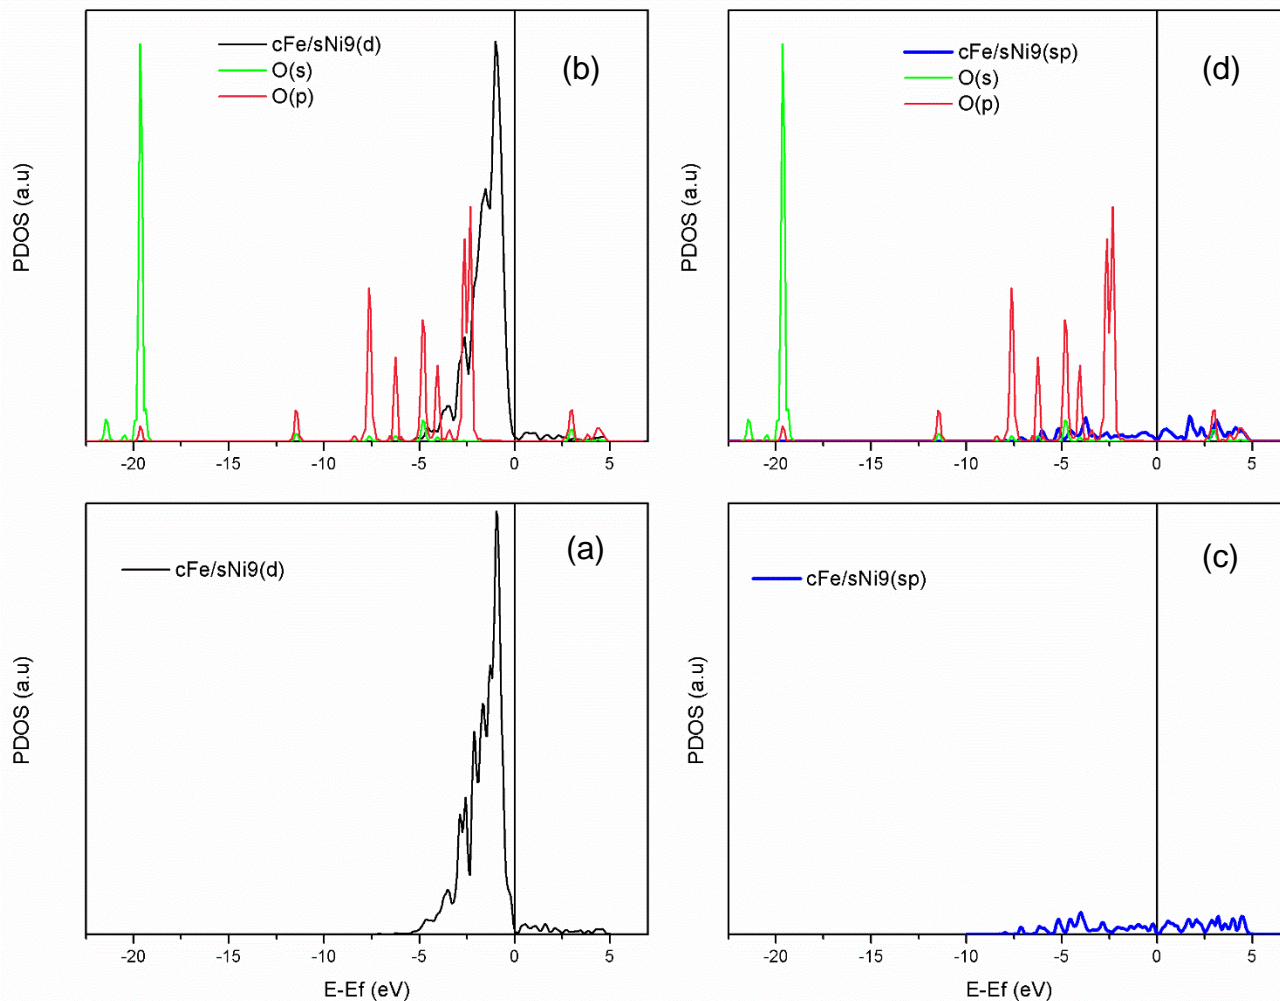 cFe/sNi9(d)
O(s)
O(p)
(b)
PDOS (a.u)
-20
-15
-10
-5
0
5
cFe/sNi9(sp)
O(s)
O(p)
(d)
PDOS (a.u)
-20
-15
-10
-5
0
5
cFe/sNi9(d)
(a)
PDOS (a.u)
-20
-15
-10
-5
0
5
E-Ef (eV)
cFe/sNi9(sp)
(c)
PDOS (a.u)
-20
-15
-10
-5
0
5
E-Ef (eV)